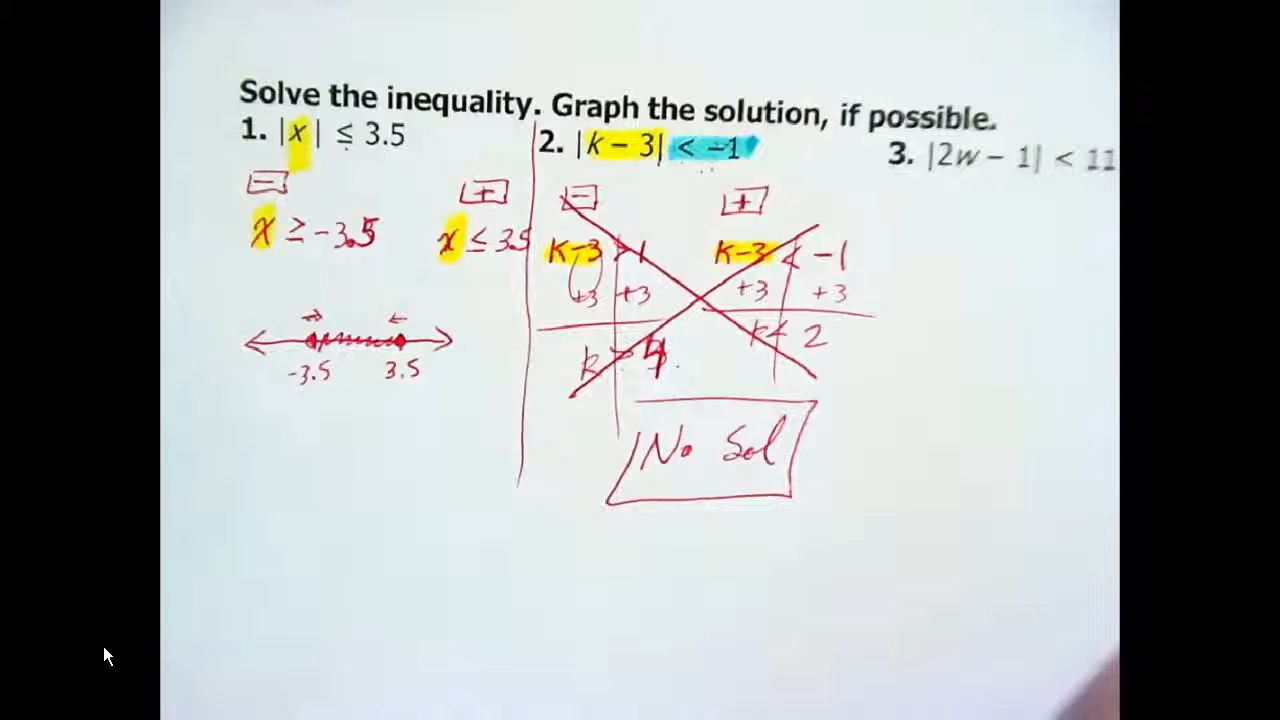 Solve the inequality. Graph the solution, if possible.
1. |x| ≤ 3.5
−
+
x ≥ −3.5
x ≤ 3.5
-3.5
3.5
2. |k − 3| < −1
−
+
k−3 > 1
+3 +3
k > 4
k−3 < −1
+3 +3
k < 2
No Sol
3. |2w − 1| < 11